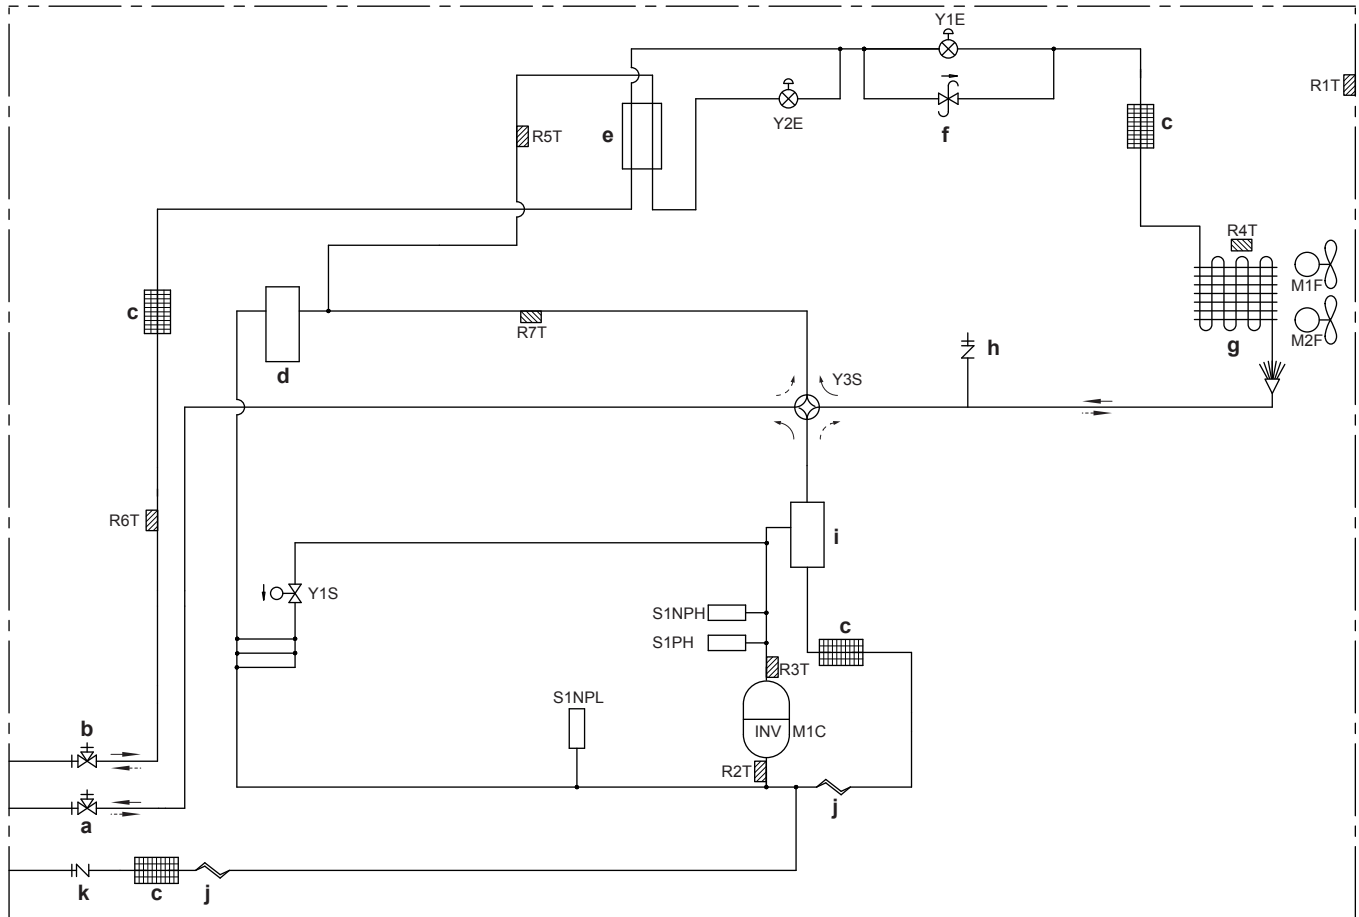 Y1E
R1T
Y2E
f
c
R5T
e
R4T
M1F
c
R7T
h
g
M2F
d
Y3S
R6T
i
Y1S
S1NPH
c
S1PH
R3T
S1NPL
b
INV
M1C
R2T
a
j
k
c
j